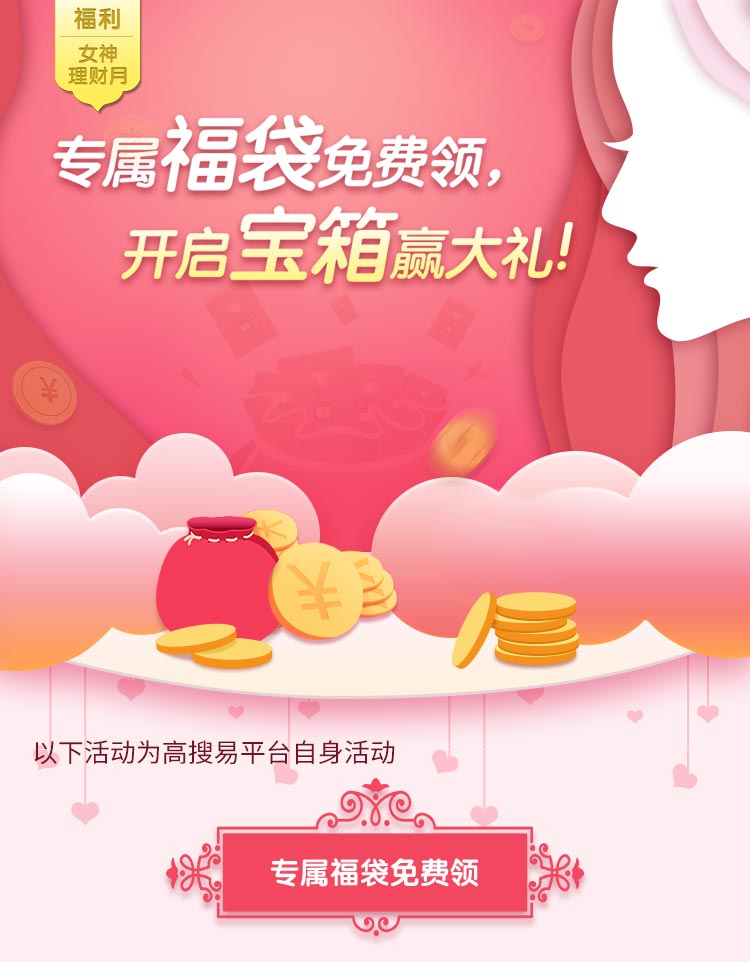 福利
女神
理财月
专属福袋免费领，
开启宝箱赢大礼！
¥
¥
¥
以下活动为高搜易平台自身活动
专属福袋免费领